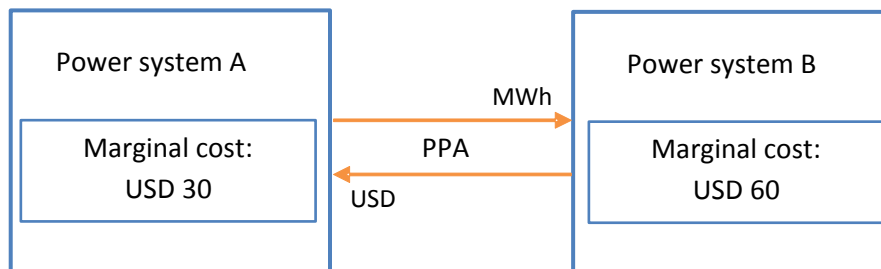 Power system A
Marginal cost:
USD 30
MWh
PPA
USD
Power system B
Marginal cost:
USD 60